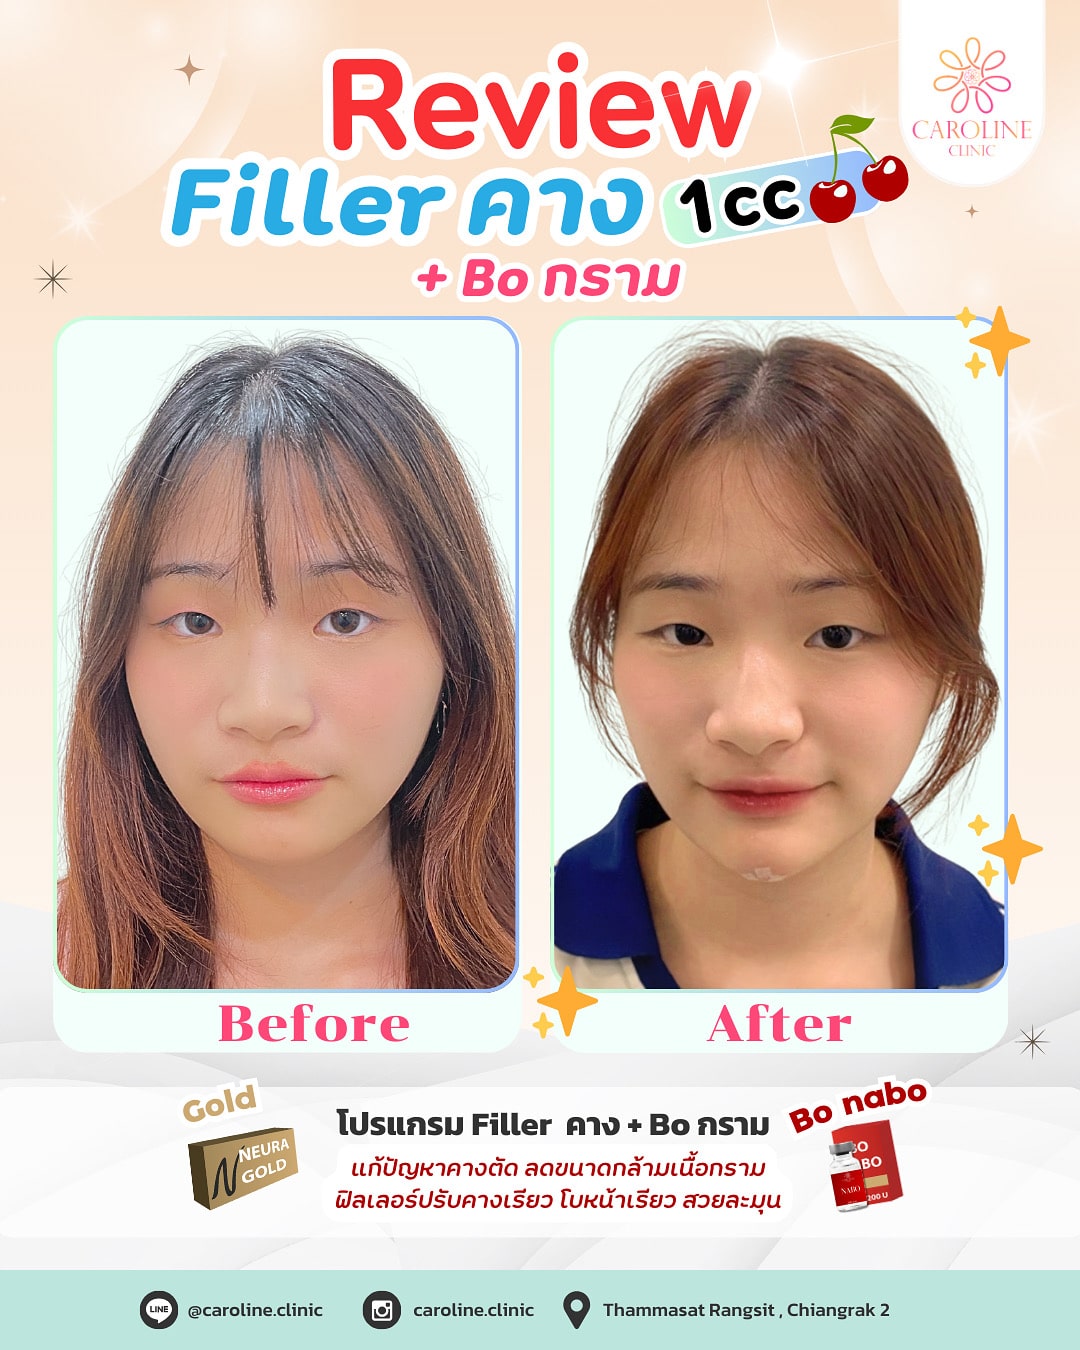 Review
CAROLINE
CLINIC
Filler คาง 1cc
+ Bo กราม
Before
After
Gold
NEURA
GOLD
โปรแกรม Filler คาง + Bo กราม
แก้ปัญหาคางตัด ลดขนาดกล้ามเนื้อกราม
ฟิลเลอร์ปรับคางเรียว โบหน้าเรียว สวยละมุน
Bo nabo
BO
NABO
200 U
LINE
@caroline.clinic
caroline.clinic
Thammasat Rangsit , Chiangrak 2